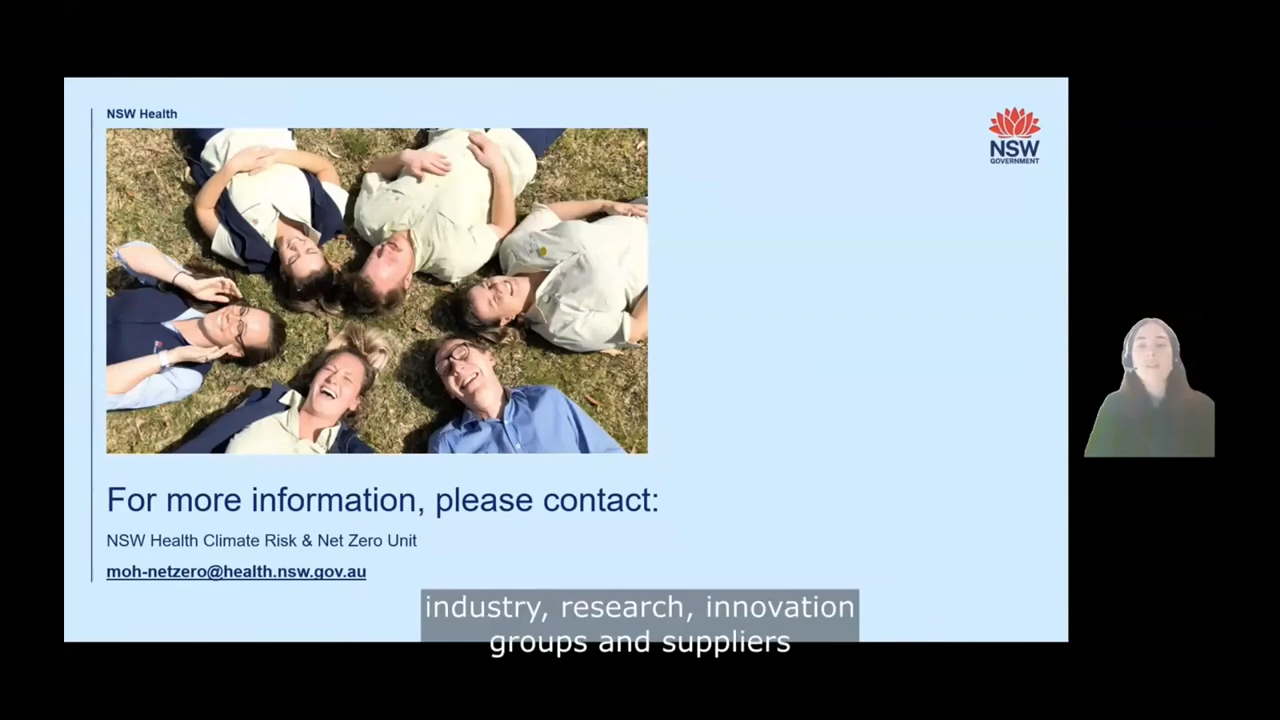 NSW Health
NSW
GOVERNMENT
For more information, please contact:
NSW Health Climate Risk & Net Zero Unit
moh-netzero@health.nsw.gov.au
industry, research, innovation
groups and suppliers